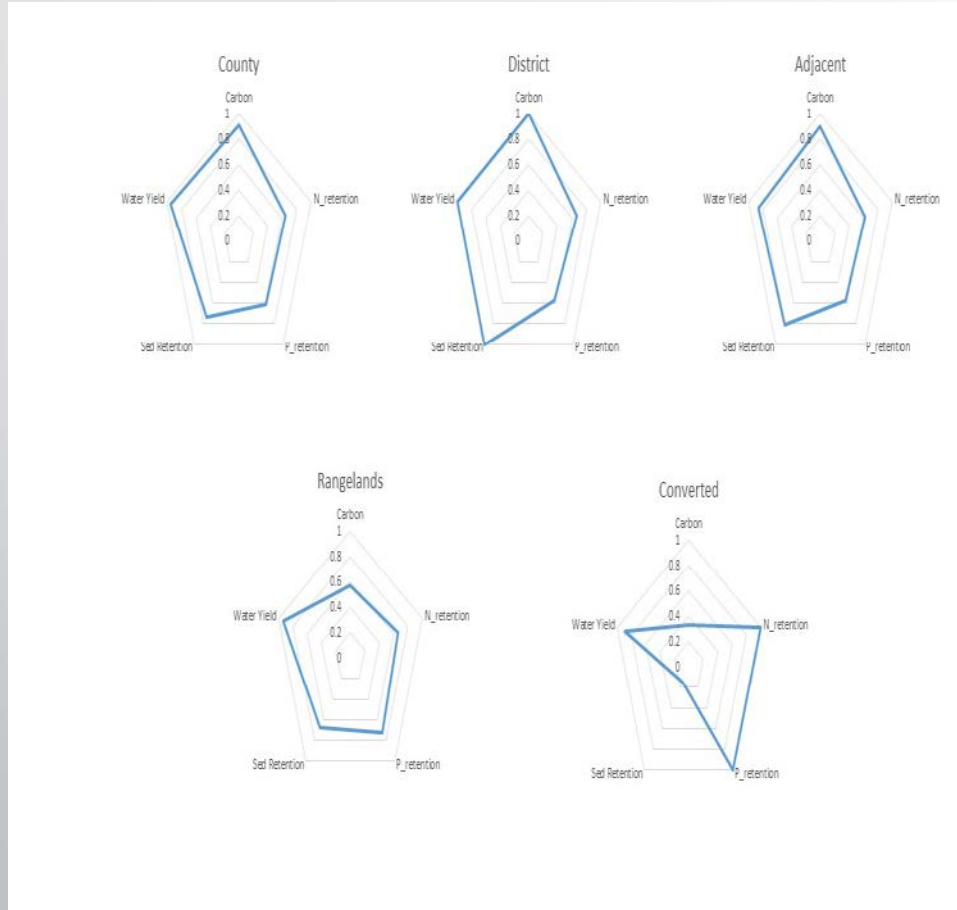 County
Carbon
1
0.8
0.6
0.4
0.2
0
Water Yield
N_retention
Sed Retention
P_retention
District
Carbon
1
0.8
0.6
0.4
0.2
0
Water Yield
N_retention
Sed Retention
P_retention
Adjacent
Carbon
1
0.8
0.6
0.4
0.2
0
Water Yield
N_retention
Sed Retention
P_retention
Rangelands
Carbon
1
0.8
0.6
0.4
0.2
0
Water Yield
N_retention
Sed Retention
P_retention
Converted
Carbon
1
0.8
0.6
0.4
0.2
0
Water Yield
N_retention
Sed Retention
P_retention